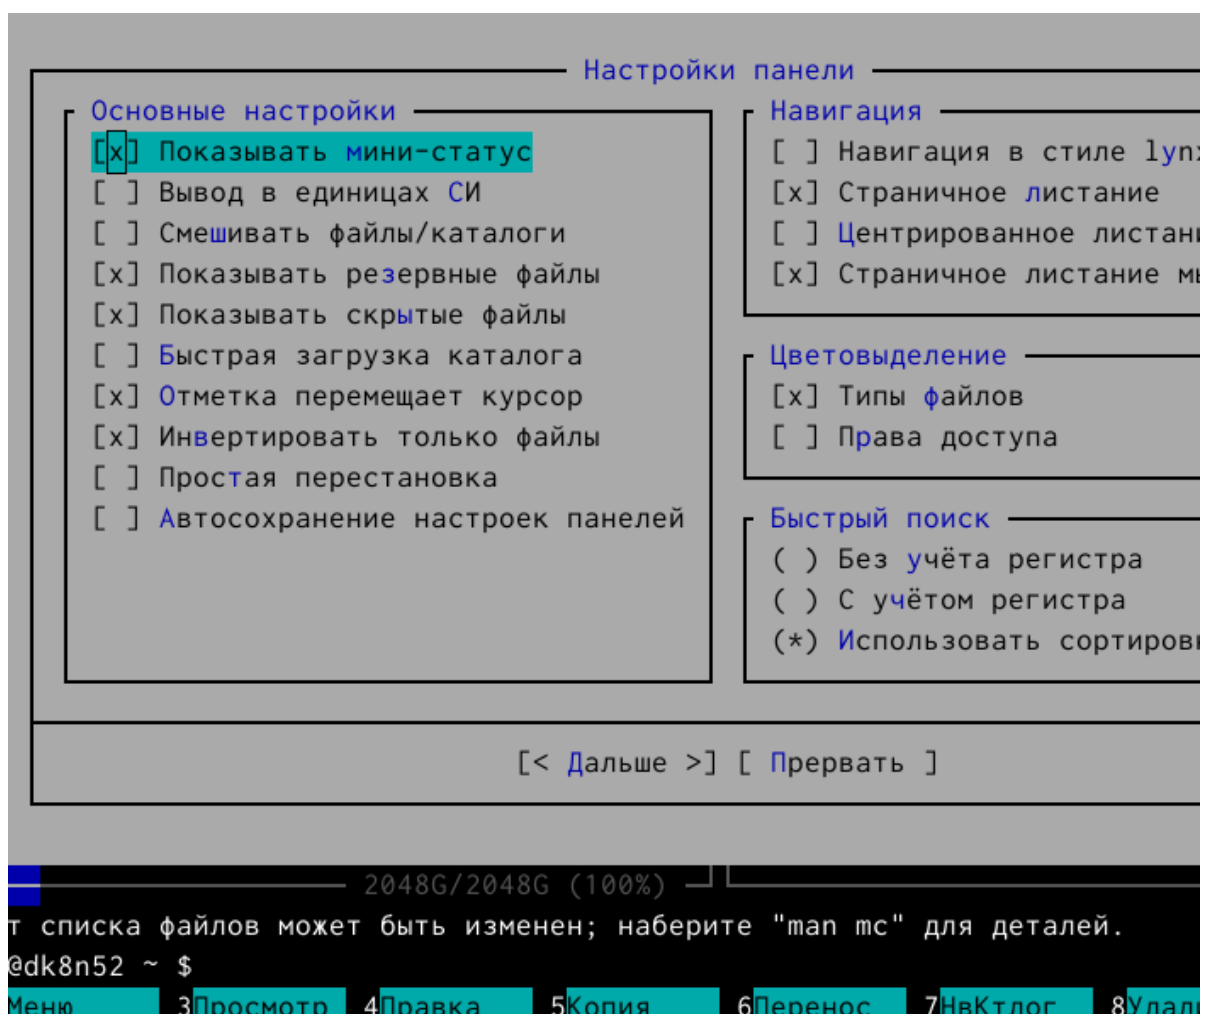 Настройки панели
Основные настройки
[x] Показывать мини-статус
[ ] Вывод в единицах СИ
[ ] Смешивать файлы/каталоги
[x] Показывать резервные файлы
[x] Показывать скрытые файлы
[ ] Быстрая загрузка каталога
[x] Отметка перемещает курсор
[x] Инвертировать только файлы
[ ] Простая перестановка
[ ] Автосохранение настроек панелей
Навигация
[ ] Навигация в стиле lyn
[x] Страничное листание
[ ] Центрированное листани
[x] Страничное листание м
Цветовыделение
[x] Типы файлов
[ ] Права доступа
Быстрый поиск
( ) Без учёта регистра
( ) С учётом регистра
(*) Использовать сортиров
[< Дальше >] [ Прервать ]
2048G/2048G (100%)
т списка файлов может быть изменен; наберите "man mc" для деталей.
@dk8n52 ~ $
Меню 3Просмотр 4Правка 5Копия 6Перенос 7НвКтлог 8Удал